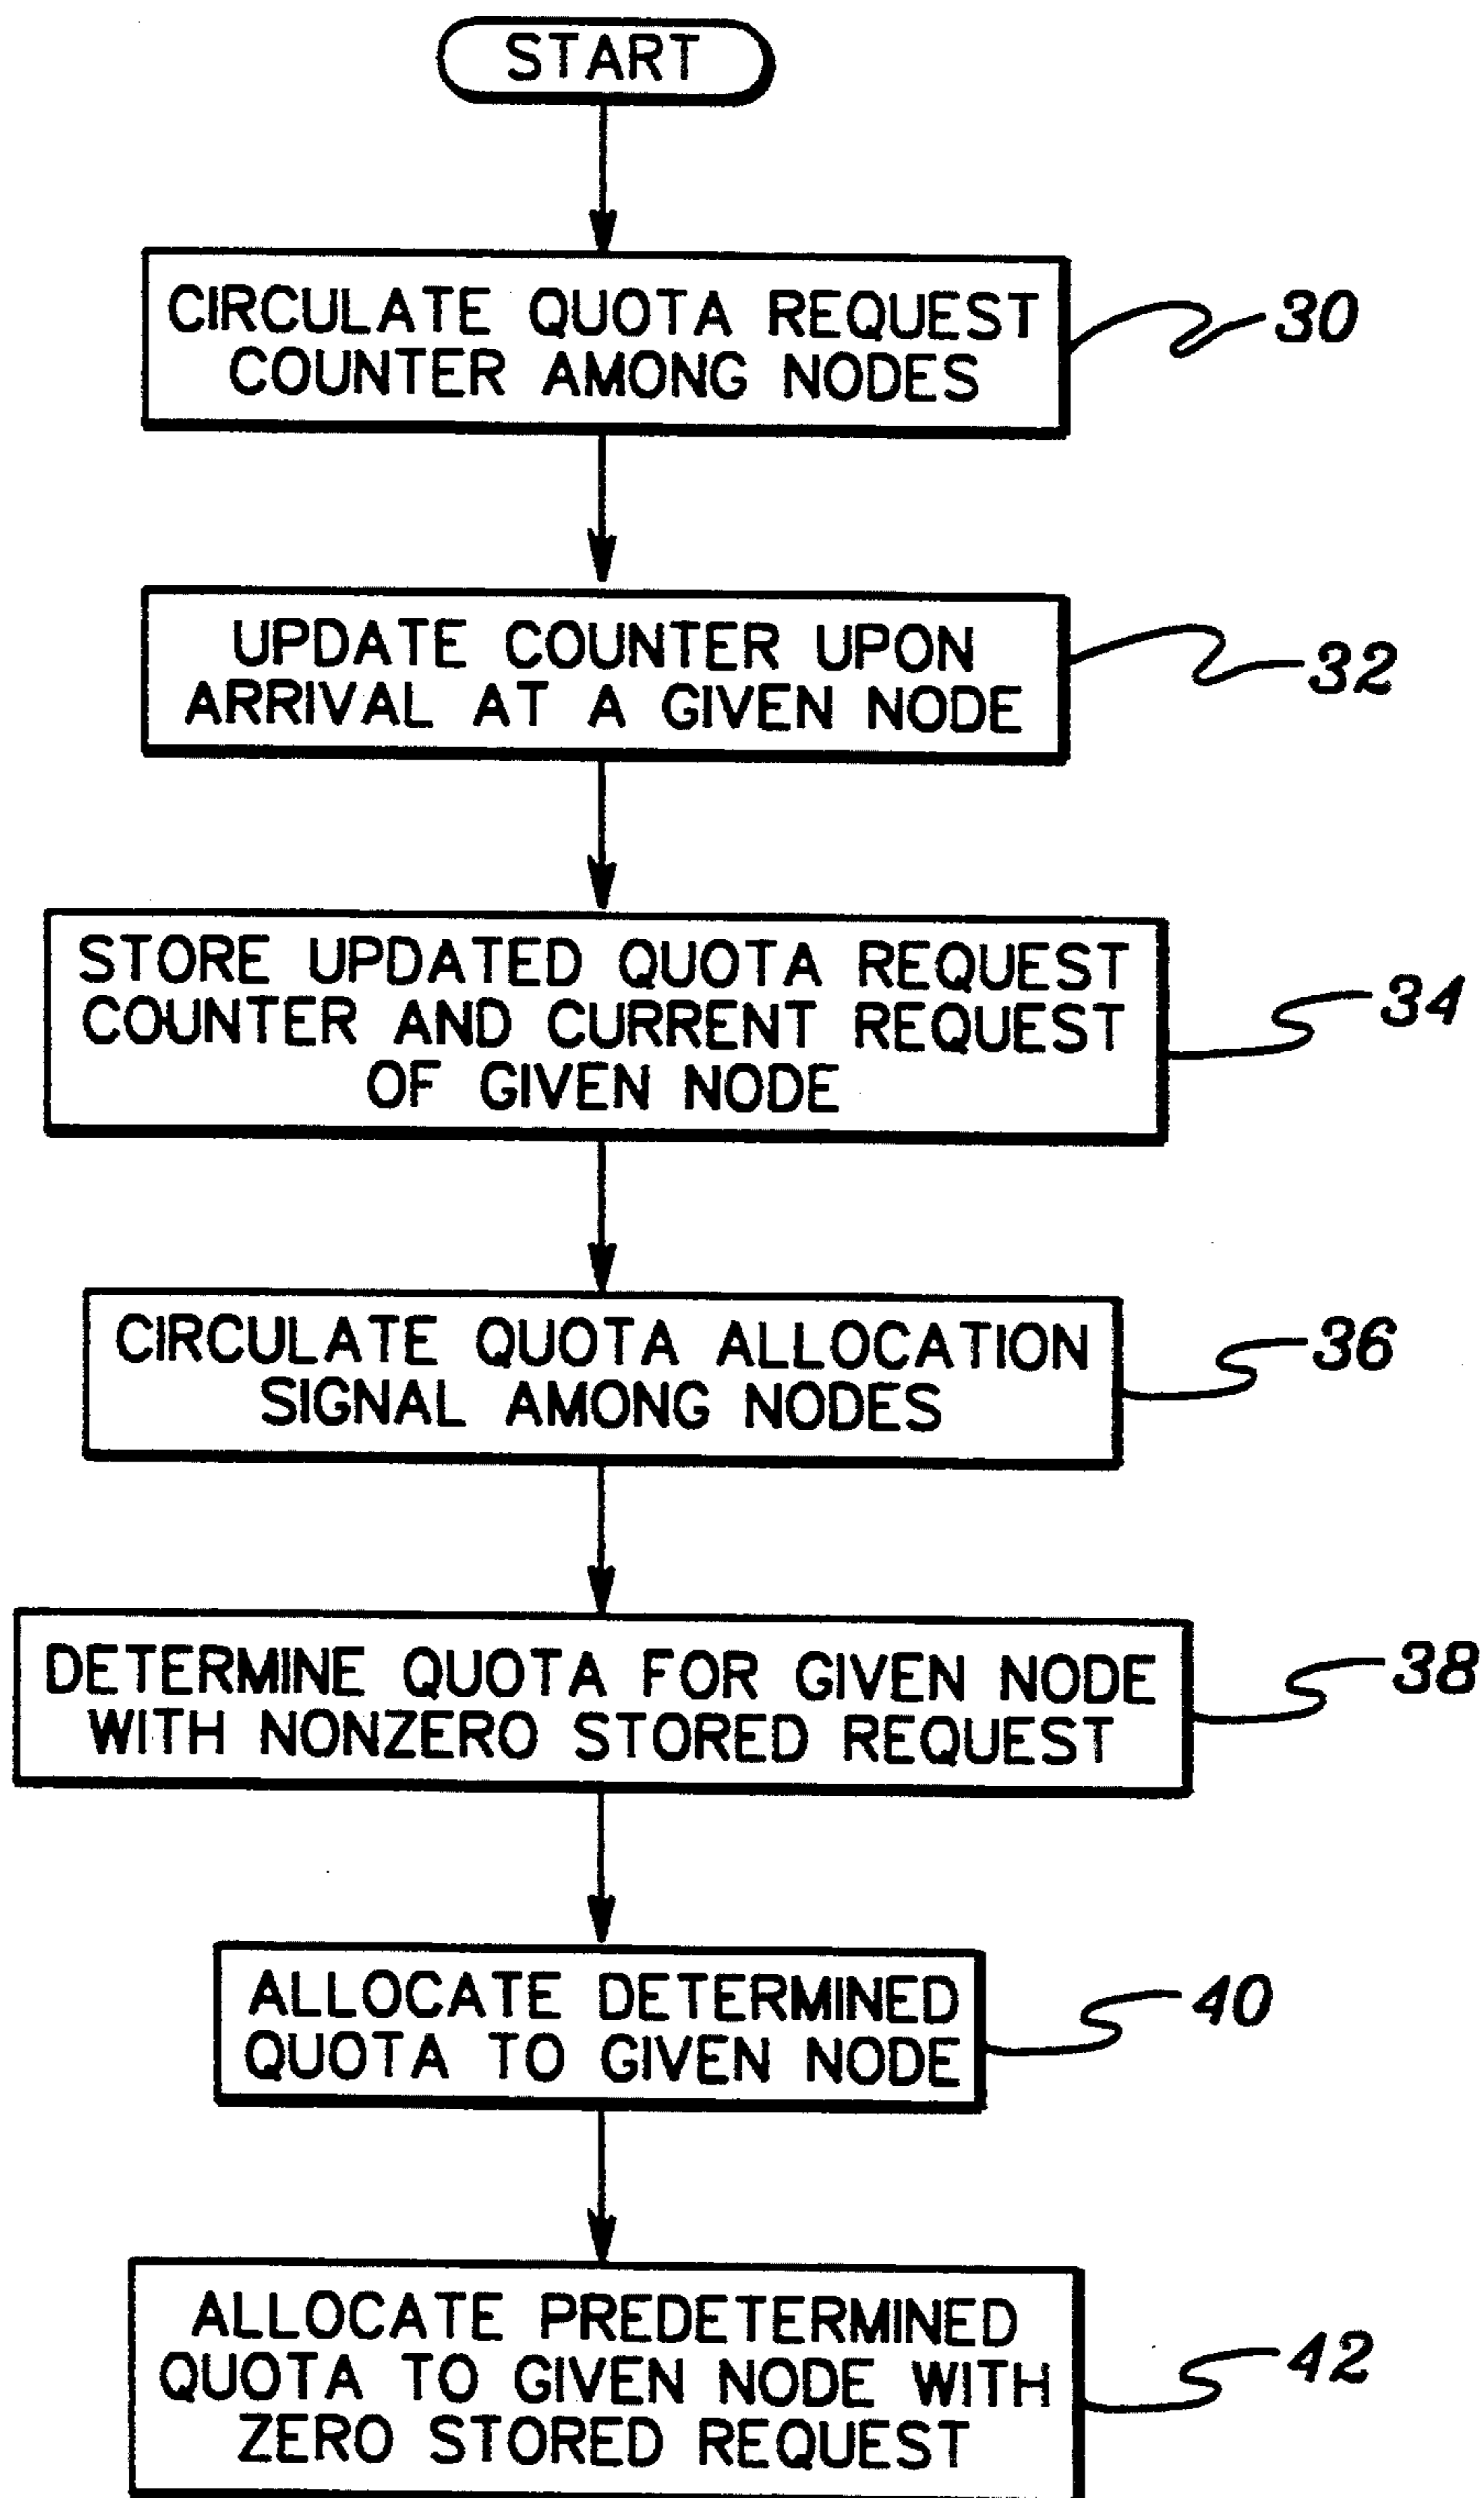 START
CIRCULATE QUOTA REQUEST
COUNTER AMONG NODES
30
UPDATE COUNTER UPON
ARRIVAL AT A GIVEN NODE
32
STORE UPDATED QUOTA REQUEST
COUNTER AND CURRENT REQUEST
OF GIVEN NODE
34
CIRCULATE QUOTA ALLOCATION
SIGNAL AMONG NODES
36
DETERMINE QUOTA FOR GIVEN NODE
WITH NONZERO STORED REQUEST
38
ALLOCATE DETERMINED
QUOTA TO GIVEN NODE
40
ALLOCATE PREDETERMINED
QUOTA TO GIVEN NODE WITH
ZERO STORED REQUEST
42